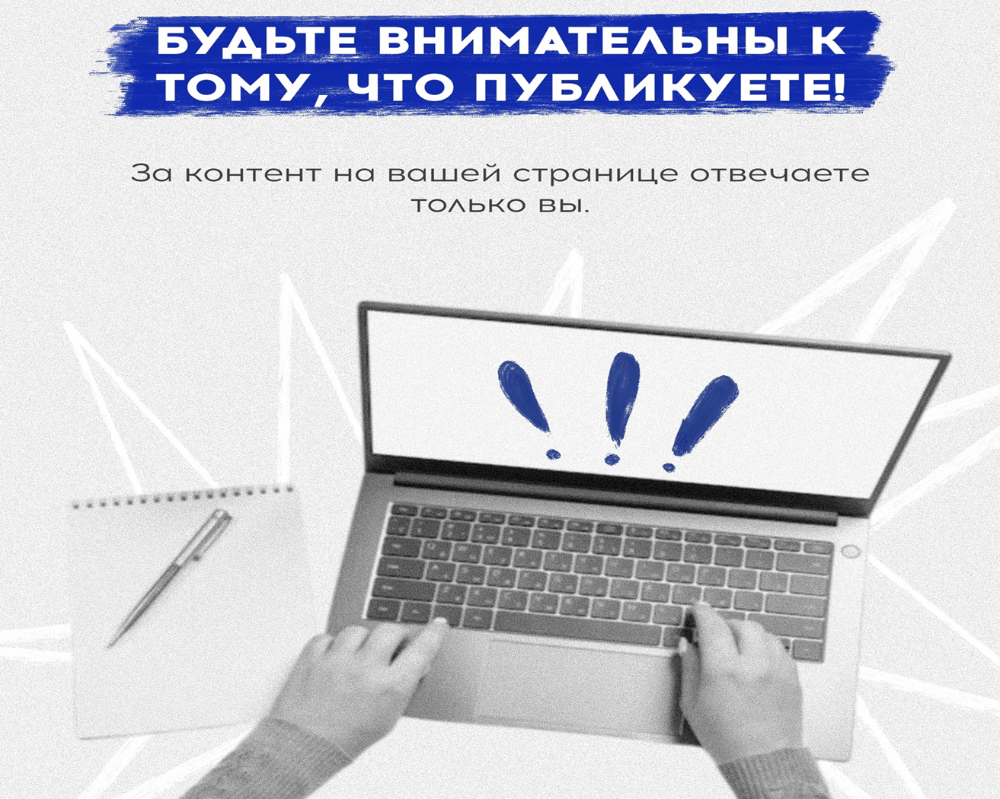 БУДЬТЕ ВНИМАТЕЛЬНЫ К
ТОМУ, ЧТО ПУБЛИКУЕТЕ!
За контент на вашей странице отвечаете
только вы.